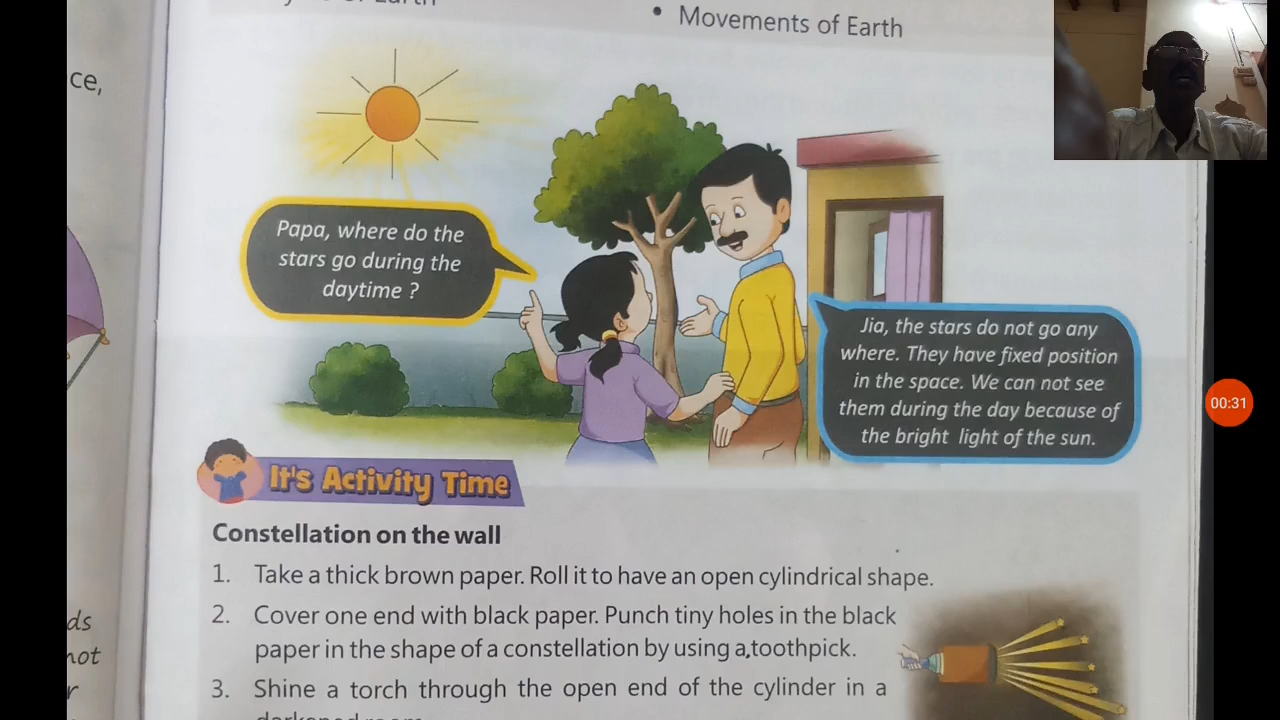 Movements of Earth
ce,
Papa, where do the
stars go during the
daytime ?
Jia, the stars do not go any
where. They have fixed position
in the space. We can not see
them during the day because of
the bright light of the sun.
00:31
It's Activity Time
Constellation on the wall
1. Take a thick brown paper. Roll it to have an open cylindrical shape.
2. Cover one end with black paper. Punch tiny holes in the black
paper in the shape of a constellation by using a toothpick.
3. Shine a torch through the open end of the cylinder in a
ds
not
r